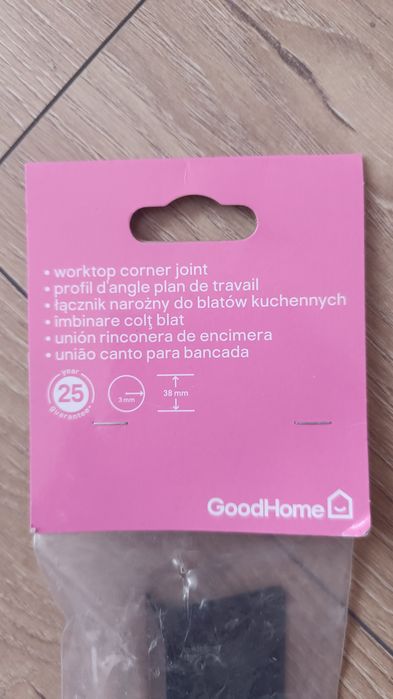 • worktop corner joint
• profil d'angle plan de travail
• łącznik narożny do blatów kuchennych
• îmbinare colţ blat
• unión rinconera de encimera
• união canto para bancada
year
25
guarantee
3 mm
38 mm
GoodHome